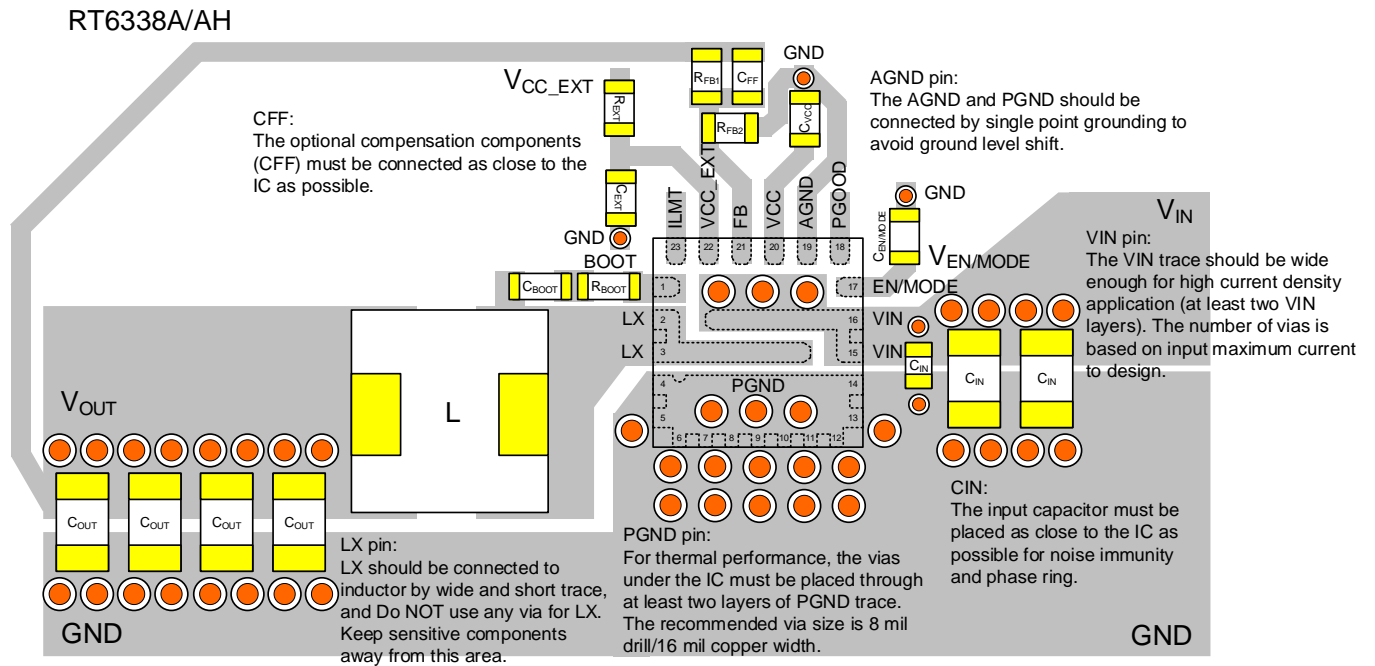 RT6338A/AH
GND
RFB1
CFF
VCC_EXT
REXT
CVCC
RFB2
AGND pin:
The AGND and PGND should be
connected by single point grounding to
avoid ground level shift.
CFF:
The optional compensation components
(CFF) must be connected as close to the
IC as possible.
CEXT
GND
ILMT
VCC_EXT
FB
VCC
AGND
PGOOD
GND
CEN/MODE
VIN
VEN/MODE
VIN pin:
The VIN trace should be wide
enough for high current density
application (at least two VIN
layers). The number of vias is
based on input maximum current
to design.
23
22
21
20
19
18
BOOT
CBOOT
RBOOT
1
17
EN/MODE
LX
2
16
VIN
LX
3
15
VIN
CIN
CIN
CIN
4
PGND
14
5
13
6
7
8
9
10
11
12
L
VOUT
COUT
COUT
COUT
COUT
CIN:
The input capacitor must be
placed as close to the IC as
possible for noise immunity
and phase ring.
PGND pin:
For thermal performance, the vias
under the IC must be placed through
at least two layers of PGND trace.
The recommended via size is 8 mil
drill/16 mil copper width.
LX pin:
LX should be connected to
inductor by wide and short trace,
and Do NOT use any via for LX.
Keep sensitive components
away from this area.
GND
GND